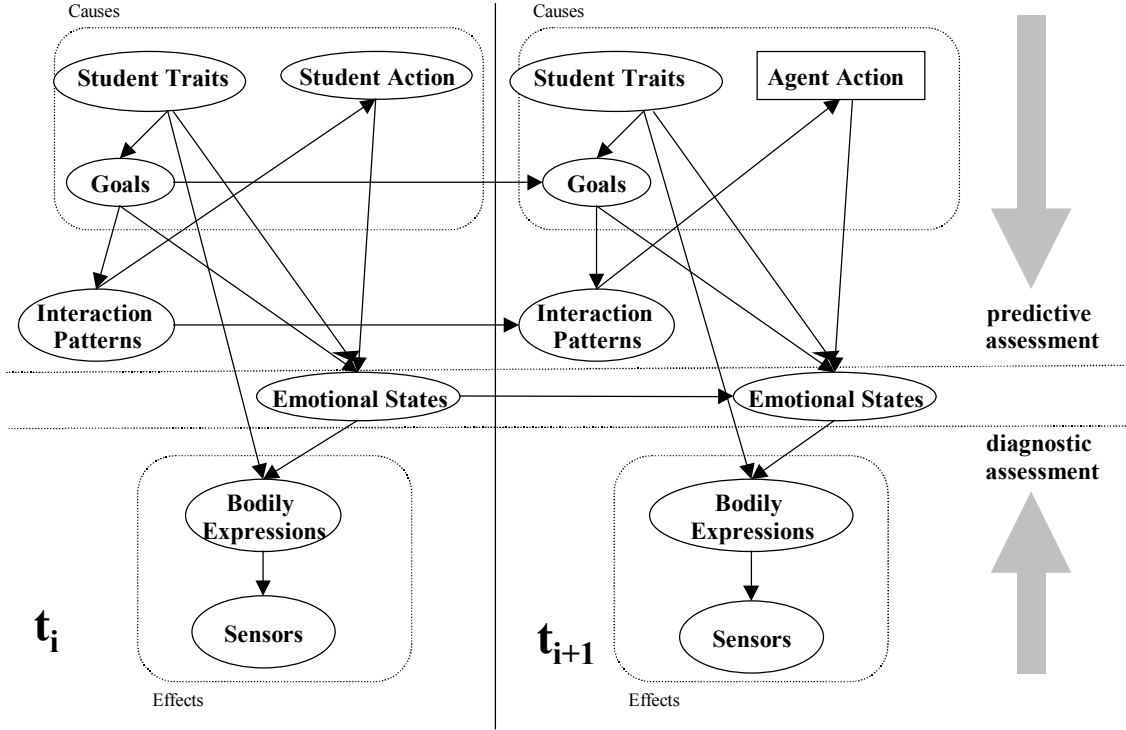 Causes
Causes
Student Traits
Student Action
Student Traits
Agent Action
Goals
Goals
Interaction
Patterns
Interaction
Patterns
predictive
assessment
Emotional States
Emotional States
diagnostic
assessment
Bodily
Expressions
Bodily
Expressions
Sensors
Sensors
ti
ti+1
Effects
Effects